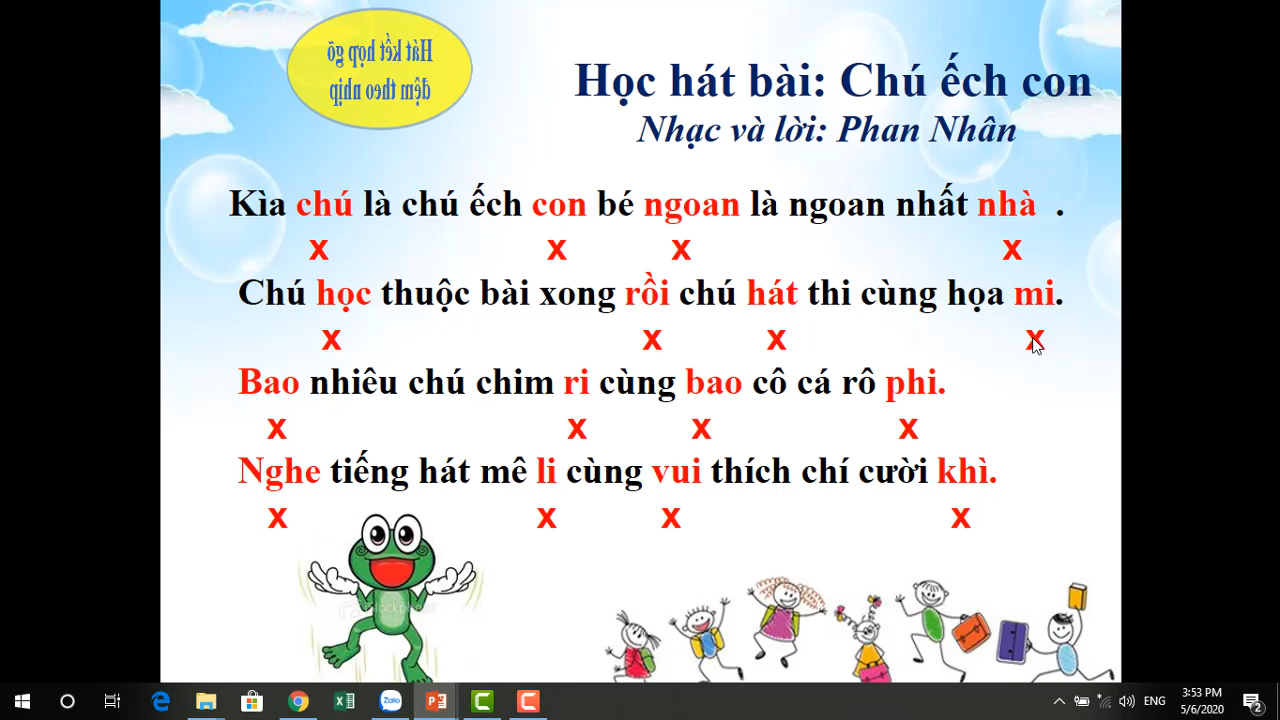 Hát kết hợp gõ
đệm theo nhịp
Học hát bài: Chú ếch con
Nhạc và lời: Phan Nhân
Kìa chú là chú ếch con bé ngoan là ngoan nhất nhà .
x x x x
Chú học thuộc bài xong rồi chú hát thi cùng họa mi.
x x x x
Bao nhiêu chú chim ri cùng bao cô cá rô phi.
x x x x
Nghe tiếng hát mê li cùng vui thích chí cười khì.
x x x x
Zalo
ENG
3:53 PM
5/6/2020
2